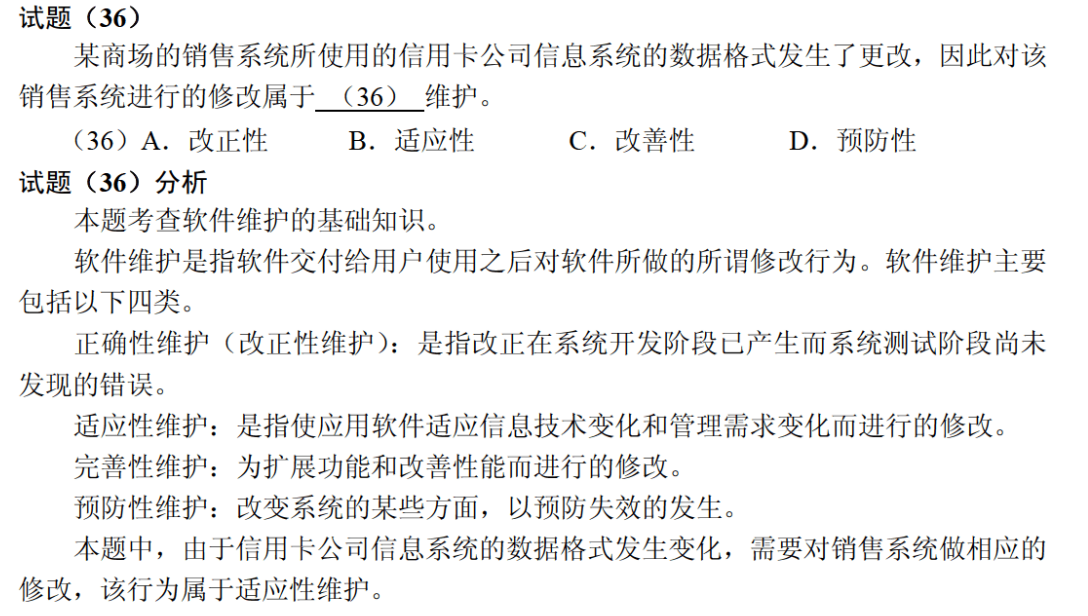 试题（36）
某商场的销售系统所使用的信用卡公司信息系统的数据格式发生了更改，因此对该
销售系统进行的修改属于 （36） 维护。
（36）A．改正性 B．适应性 C．改善性 D．预防性
试题（36）分析
本题考查软件维护的基础知识。
软件维护是指软件交付给用户使用之后对软件所做的所谓修改行为。软件维护主要
包括以下四类。
正确性维护（改正性维护）：是指改正在系统开发阶段已产生而系统测试阶段尚未
发现的错误。
适应性维护：是指使应用软件适应信息技术变化和管理需求变化而进行的修改。
完善性维护：为扩展功能和改善性能而进行的修改。
预防性维护：改变系统的某些方面，以预防失效的发生。
本题中，由于信用卡公司信息系统的数据格式发生变化，需要对销售系统做相应的
修改，该行为属于适应性维护。